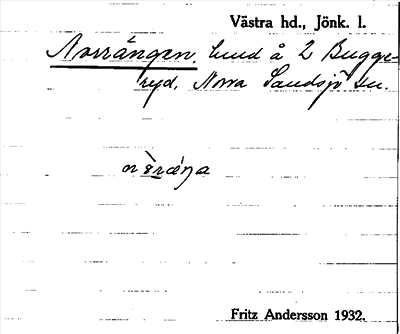 Västra hd., Jönk. l.
Norrängen. lund å 2 Bugge-
ryd, Norra Sandsjö sn.
Fritz Andersson 1932.